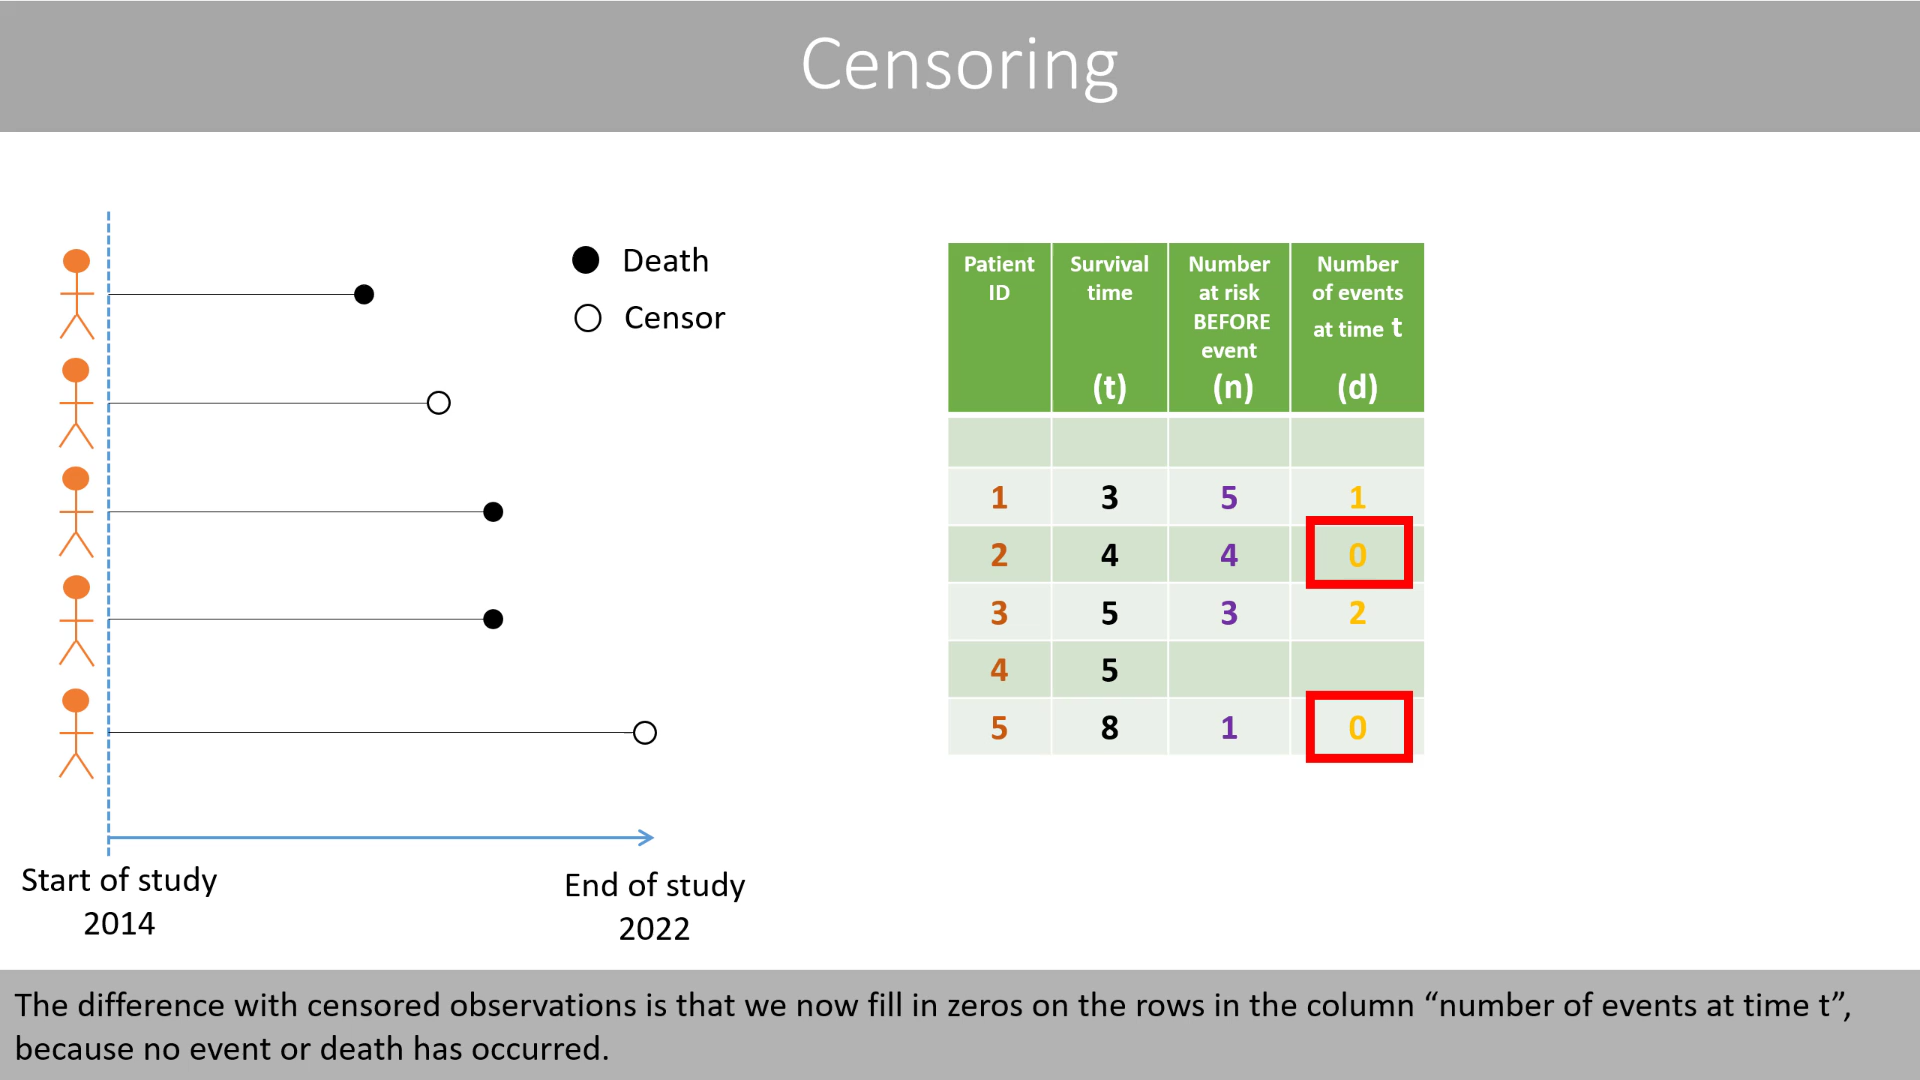 Censoring
Death
Censor
Start of study
2014
End of study
2022
Patient ID | Survival time (t) | Number at risk BEFORE event (n) | Number of events at time t (d)
1 3 5 1
2 4 4 0
3 5 3 2
4 5
5 8 1 0
The difference with censored observations is that we now fill in zeros on the rows in the column “number of events at time t”,
because no event or death has occurred.